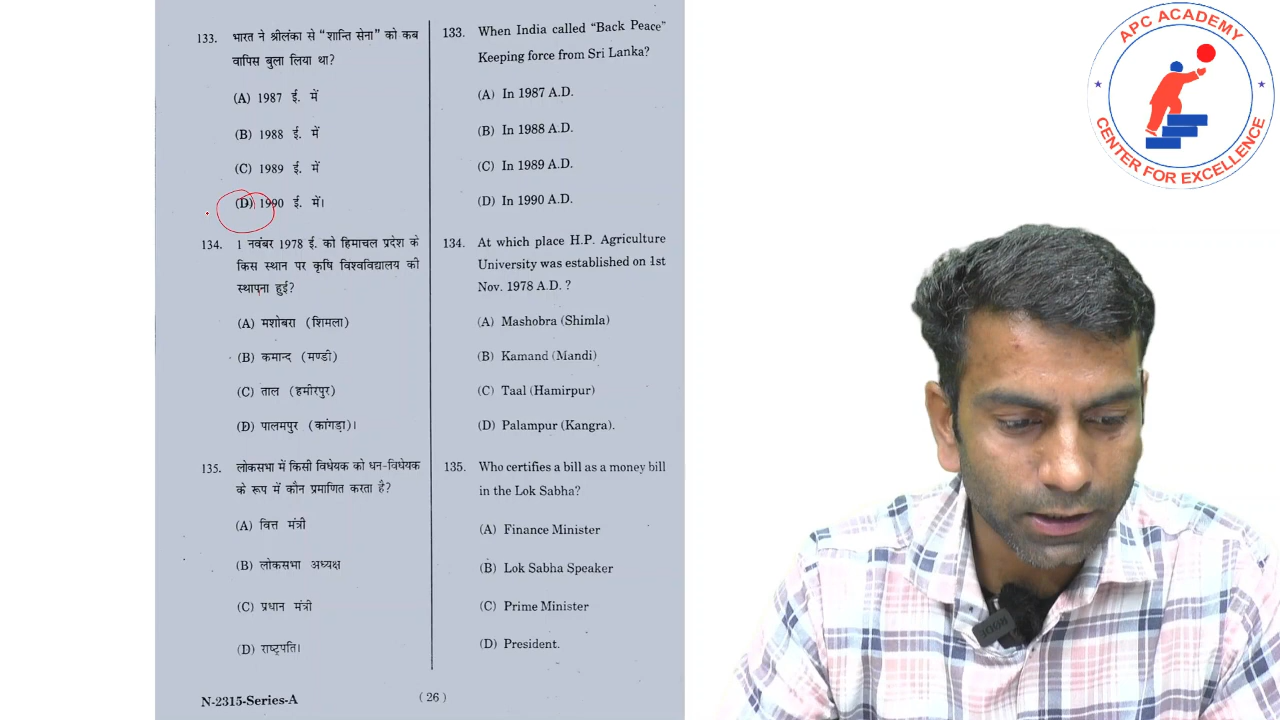 133. भारत ने श्रीलंका से “शान्ति सेना” को कब
वापिस बुला लिया था?
(A) 1987 ई. में
(B) 1988 ई. में
(C) 1989 ई. में
(D) 1990 ई. में।
134. 1 नवंबर 1978 ई. को हिमाचल प्रदेश के
किस स्थान पर कृषि विश्वविद्यालय की
स्थापना हुई?
(A) मशोबरा (शिमला)
(B) कमान्द (मण्डी)
(C) ताल (हमीरपुर)
(D) पालमपुर (कांगड़ा)।
135. लोकसभा में किसी विधेयक को धन-विधेयक
के रूप में कौन प्रमाणित करता है?
(A) वित्त मंत्री
(B) लोकसभा अध्यक्ष
(C) प्रधान मंत्री
(D) राष्ट्रपति।
133. When India called “Back Peace”
Keeping force from Sri Lanka?
(A) In 1987 A.D.
(B) In 1988 A.D.
(C) In 1989 A.D.
(D) In 1990 A.D.
134. At which place H.P. Agriculture
University was established on 1st
Nov. 1978 A.D. ?
(A) Mashobra (Shimla)
(B) Kamand (Mandi)
(C) Taal (Hamirpur)
(D) Palampur (Kangra).
135. Who certifies a bill as a money bill
in the Lok Sabha?
(A) Finance Minister
(B) Lok Sabha Speaker
(C) Prime Minister
(D) President.
N-2315-Series-A
( 26 )
APC ACADEMY
CENTER FOR EXCELLENCE